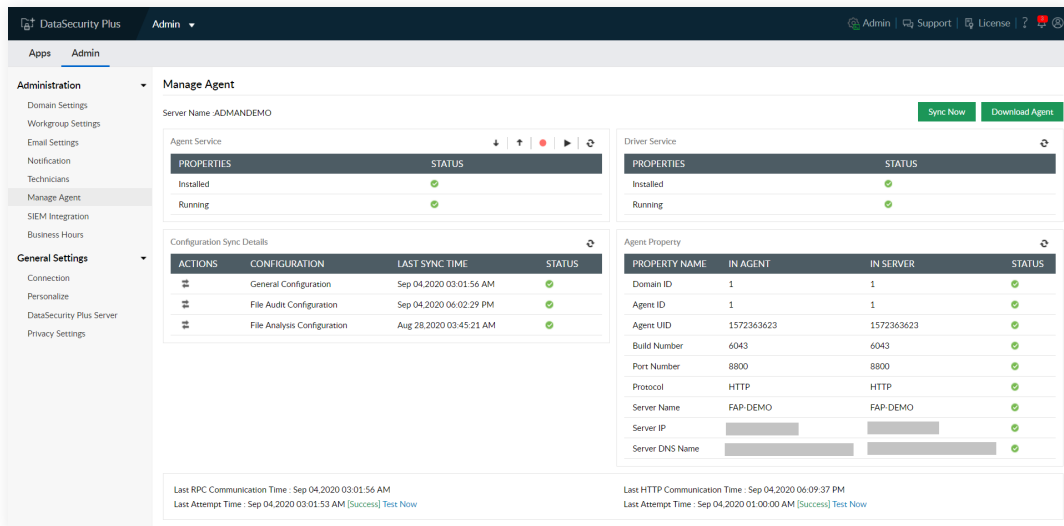 DataSecurity Plus
Admin
Admin | Support | License | ?
Apps Admin
Administration
Domain Settings
Workgroup Settings
Email Settings
Notification
Technicians
Manage Agent
SIEM Integration
Business Hours
General Settings
Connection
Personalize
DataSecurity Plus Server
Privacy Settings
Manage Agent
Server Name :ADMANDEMO
Sync Now Download Agent
Agent Service
PROPERTIES STATUS
Installed
Running
Driver Service
PROPERTIES STATUS
Installed
Running
Configuration Sync Details
ACTIONS CONFIGURATION LAST SYNC TIME STATUS
General Configuration Sep 04,2020 03:01:56 AM
File Audit Configuration Sep 04,2020 06:02:29 PM
File Analysis Configuration Aug 28,2020 03:45:21 AM
Agent Property
PROPERTY NAME IN AGENT IN SERVER STATUS
Domain ID 1 1
Agent ID 1 1
Agent UID 1572363623 1572363623
Build Number 6043 6043
Port Number 8800 8800
Protocol HTTP HTTP
Server Name FAP-DEMO FAP-DEMO
Server IP
Server DNS Name
Last RPC Communication Time : Sep 04,2020 03:01:56 AM
Last Attempt Time : Sep 04,2020 03:01:53 AM [Success] Test Now
Last HTTP Communication Time : Sep 04,2020 06:09:37 PM
Last Attempt Time : Sep 04,2020 01:00:00 AM [Success] Test Now